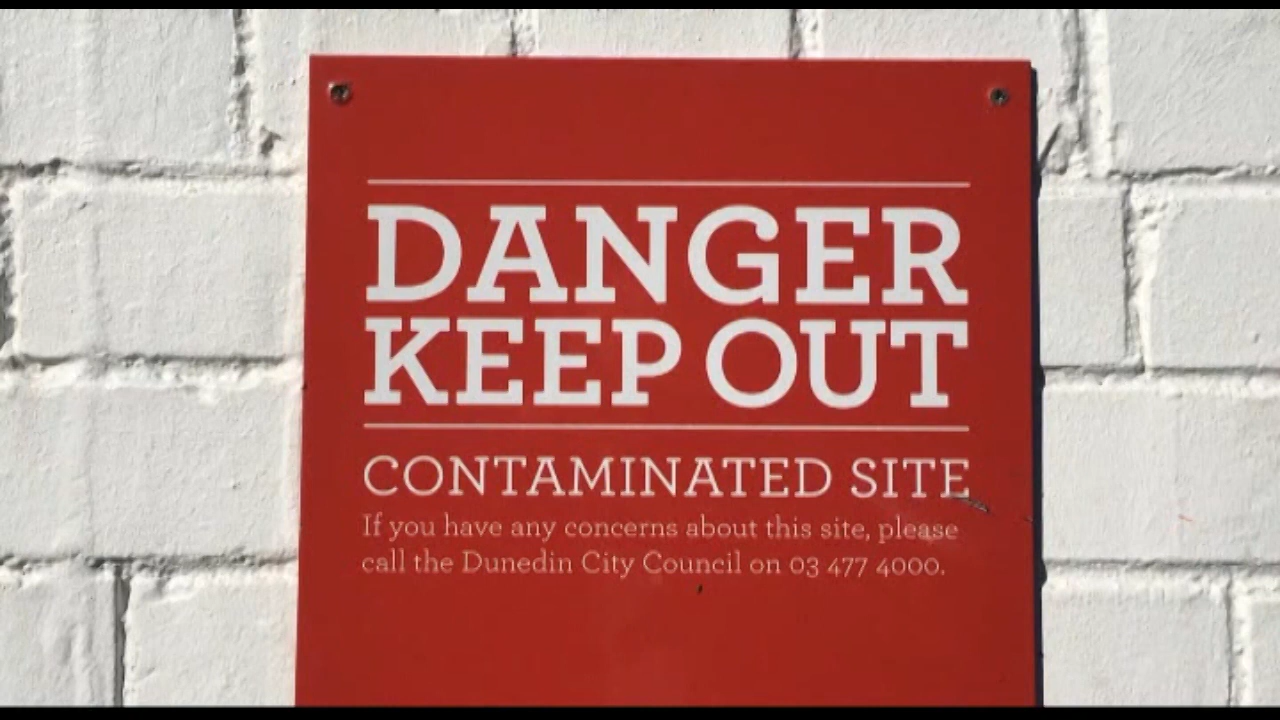 DANGER
KEEP OUT
CONTAMINATED SITE
If you have any concerns about this site, please
call the Dunedin City Council on 03 477 4000.